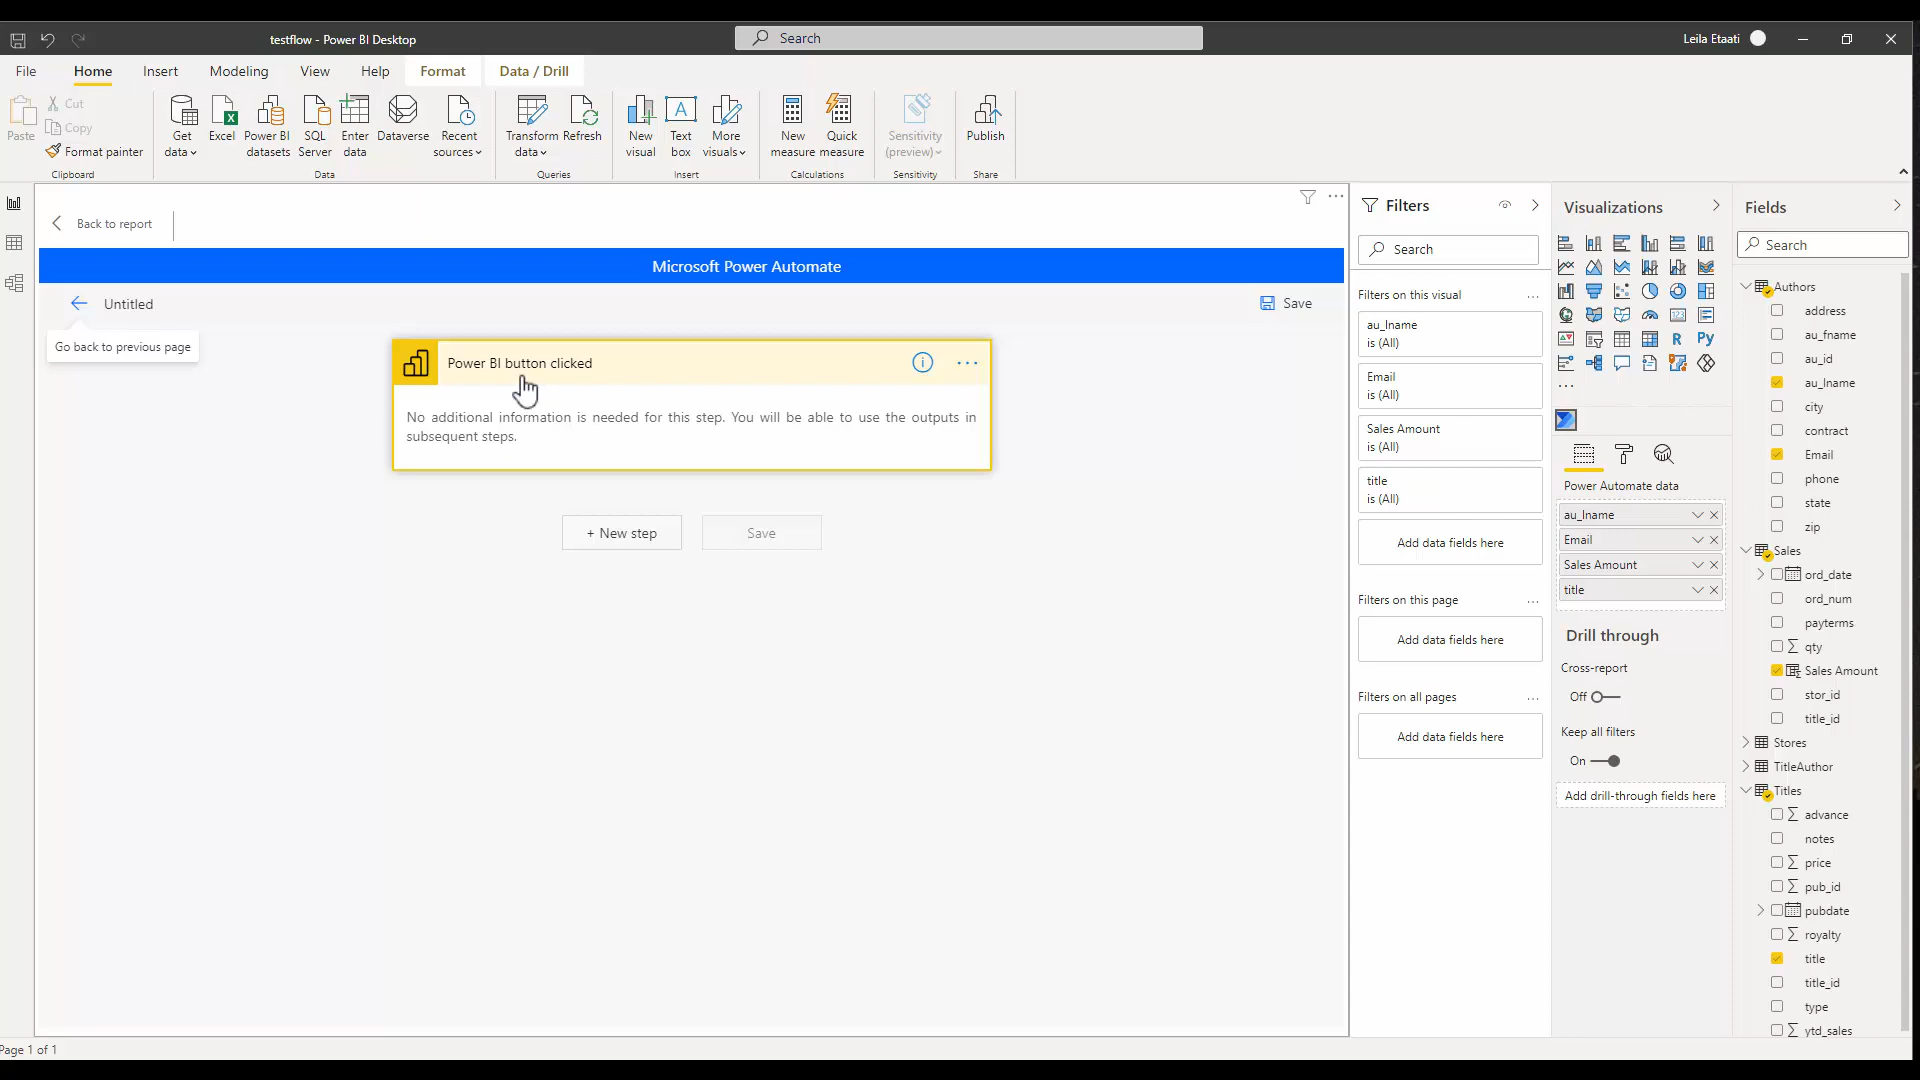 testflow - Power BI Desktop
Search
Leila Etaati
File
Home
Insert
Modeling
View
Help
Format
Data / Drill
Paste
Cut
Copy
Format painter
Clipboard
Get
data
Excel
Power BI
datasets
SQL
Server
Enter
data
Dataverse
Recent
sources
Data
Transform
data
Refresh
Queries
New
visual
Text
box
More
visuals
Insert
New
measure
Quick
measure
Calculations
Sensitivity
(preview)
Sensitivity
Publish
Share
Back to report
Microsoft Power Automate
Untitled
Save
Go back to previous page
Power BI button clicked
No additional information is needed for this step. You will be able to use the outputs in
subsequent steps.
+ New step
Save
Filters
Search
Filters on this visual
au_lname
is (All)
Email
is (All)
Sales Amount
is (All)
title
is (All)
Add data fields here
Filters on this page
Add data fields here
Filters on all pages
Add data fields here
Visualizations
R
Py
123
Power Automate data
au_lname
Email
Sales Amount
title
Drill through
Cross-report
Off
Keep all filters
On
Add drill-through fields here
Fields
Search
Authors
address
au_fname
au_id
au_lname
city
contract
Email
phone
state
zip
Sales
ord_date
ord_num
payterms
qty
Sales Amount
stor_id
title_id
Stores
TitleAuthor
Titles
advance
notes
price
pub_id
pubdate
royalty
title
title_id
type
ytd_sales
Page 1 of 1